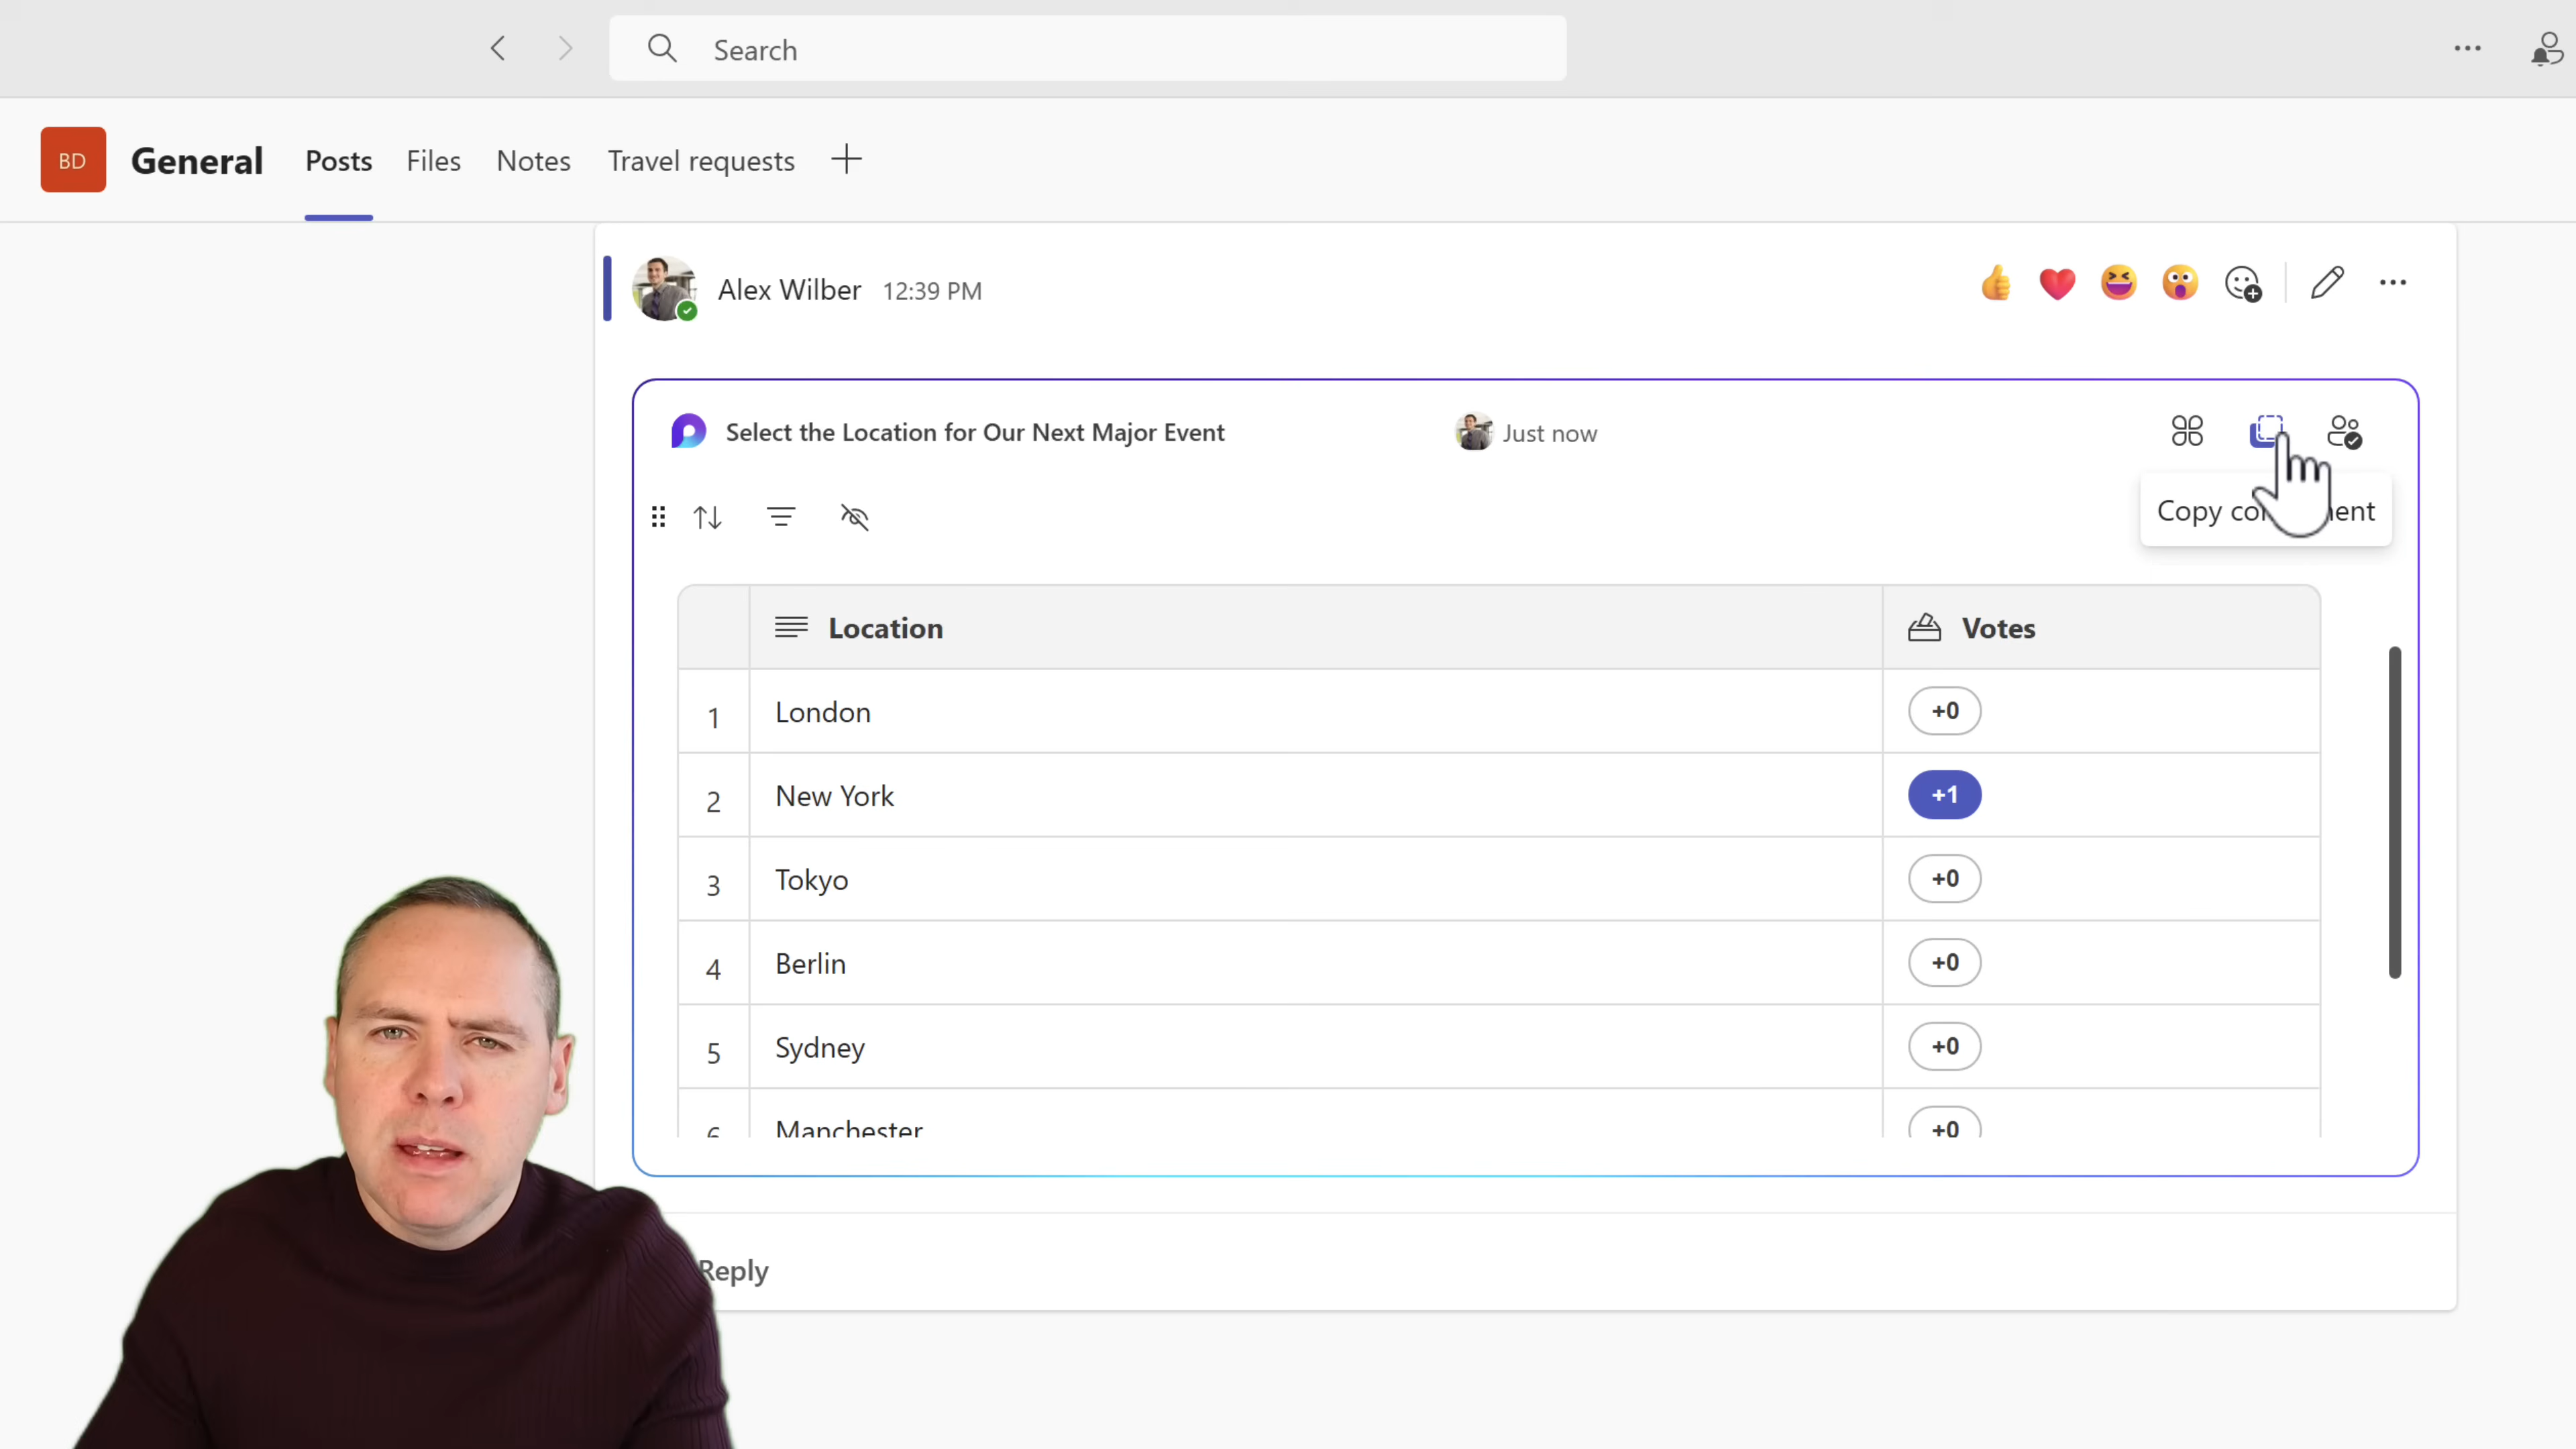 Search
BD General Posts Files Notes Travel requests
Alex Wilber 12:39 PM
Select the Location for Our Next Major Event Just now
Copy
Location Votes
1 London +0
2 New York +1
3 Tokyo +0
4 Berlin +0
5 Sydney +0
6 Manchester +0
Reply